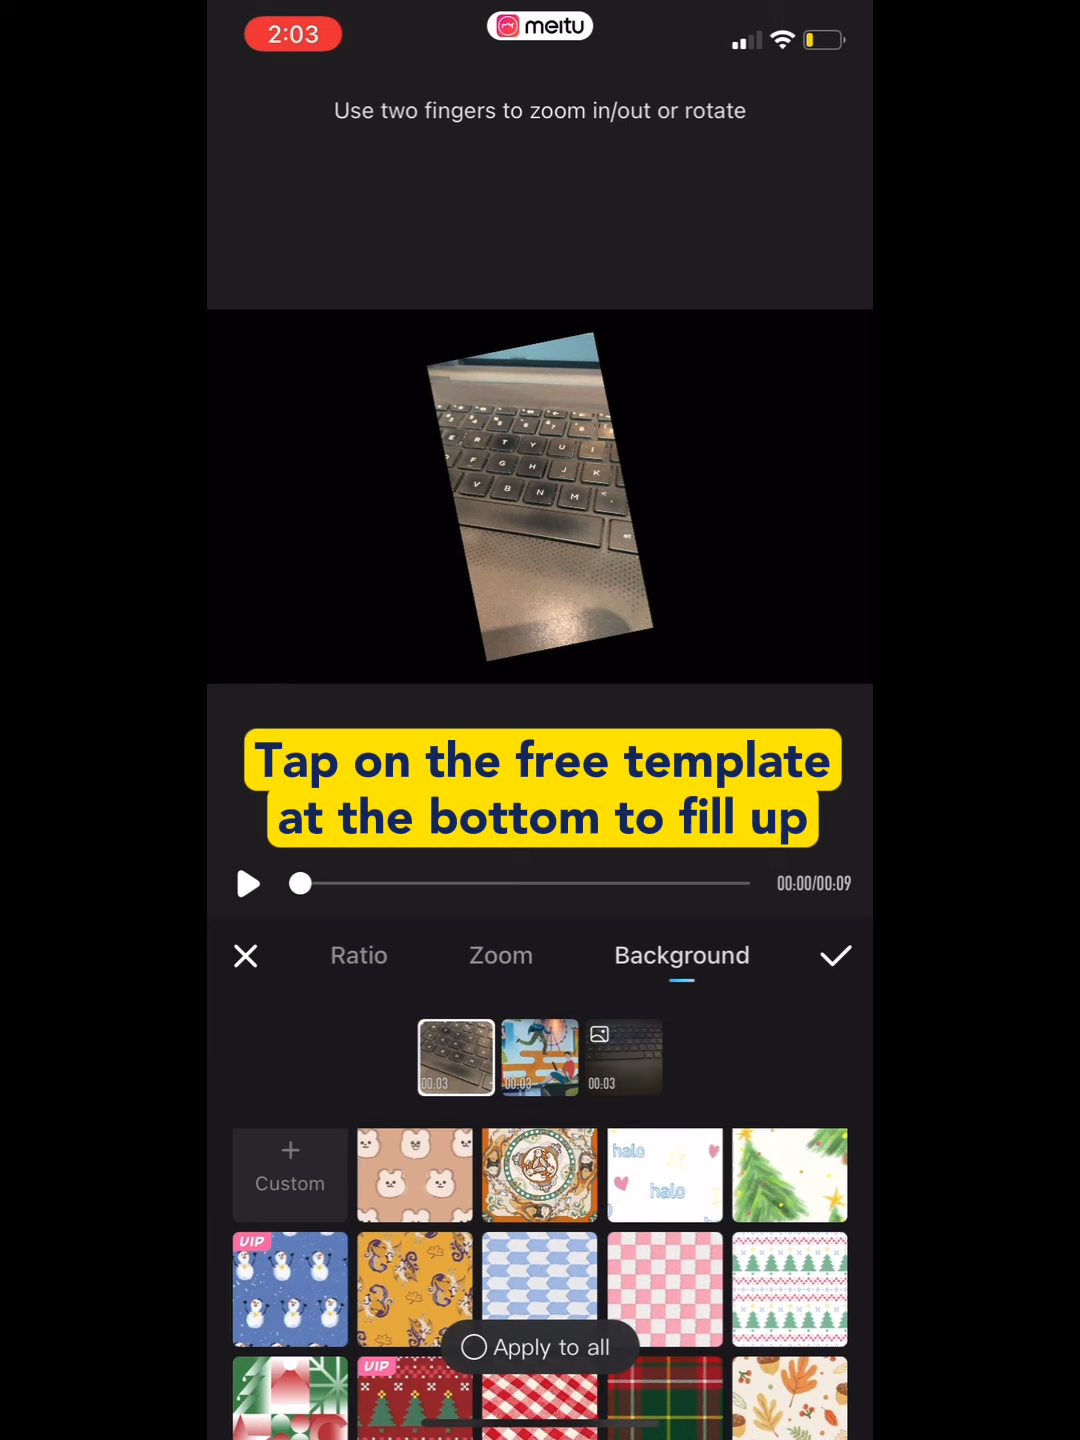 2:03
meitu
Use two fingers to zoom in/out or rotate
R T Y U I
F G H J K
V B N M
Tap on the free template
at the bottom to fill up
00:00/00:09
Ratio Zoom Background
00:03 00:03 00:03
Custom
halo
halo
VIP
Apply to all
VIP